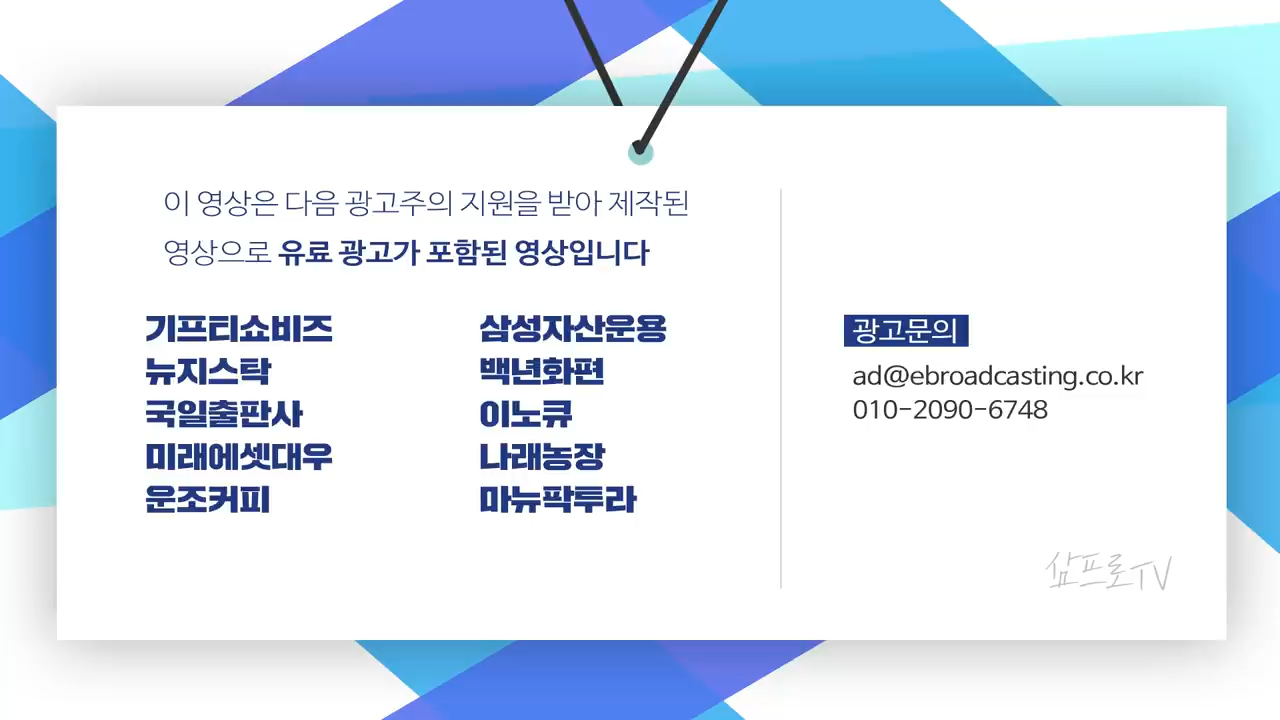 이 영상은 다음 광고주의 지원을 받아 제작된
영상으로 유료 광고가 포함된 영상입니다
기프티쇼비즈
뉴지스탁
국일출판사
미래에셋대우
운조커피
삼성자산운용
백년화편
이노큐
나래농장
마뉴팍투라
광고문의
ad@ebroadcasting.co.kr
010-2090-6748
삼프로TV